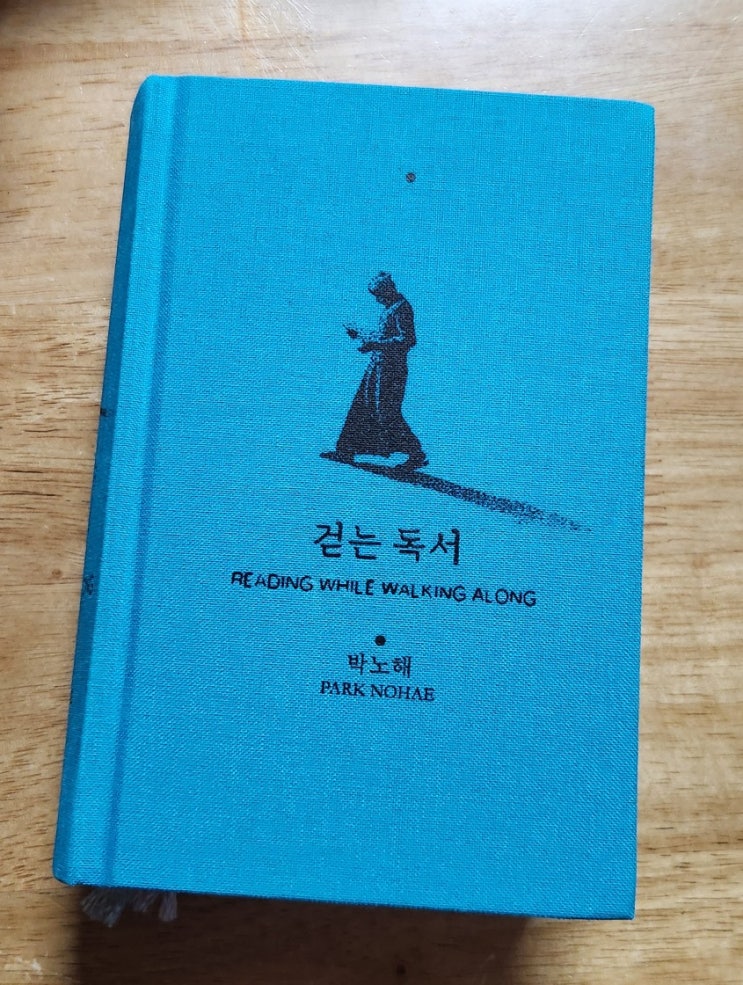 걷는 독서
READING WHILE WALKING ALONG
박노해
PARK NOHAE